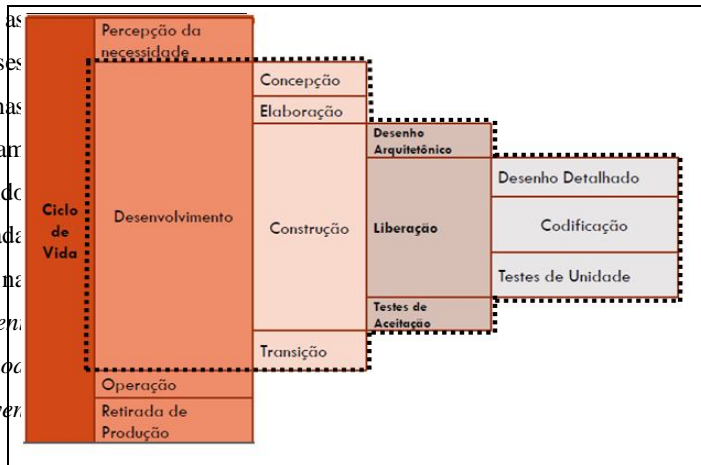 as
Percepção da
necessidade
Concepção
Elaboração
Desenho
Arquitetônico
Desenho Detalhado
Ciclo
de
Vida
Desenvolvimento
Construção
Liberação
Codificação
Testes de Unidade
Testes de
Aceitação
Transição
Operação
Retirada de
Produção